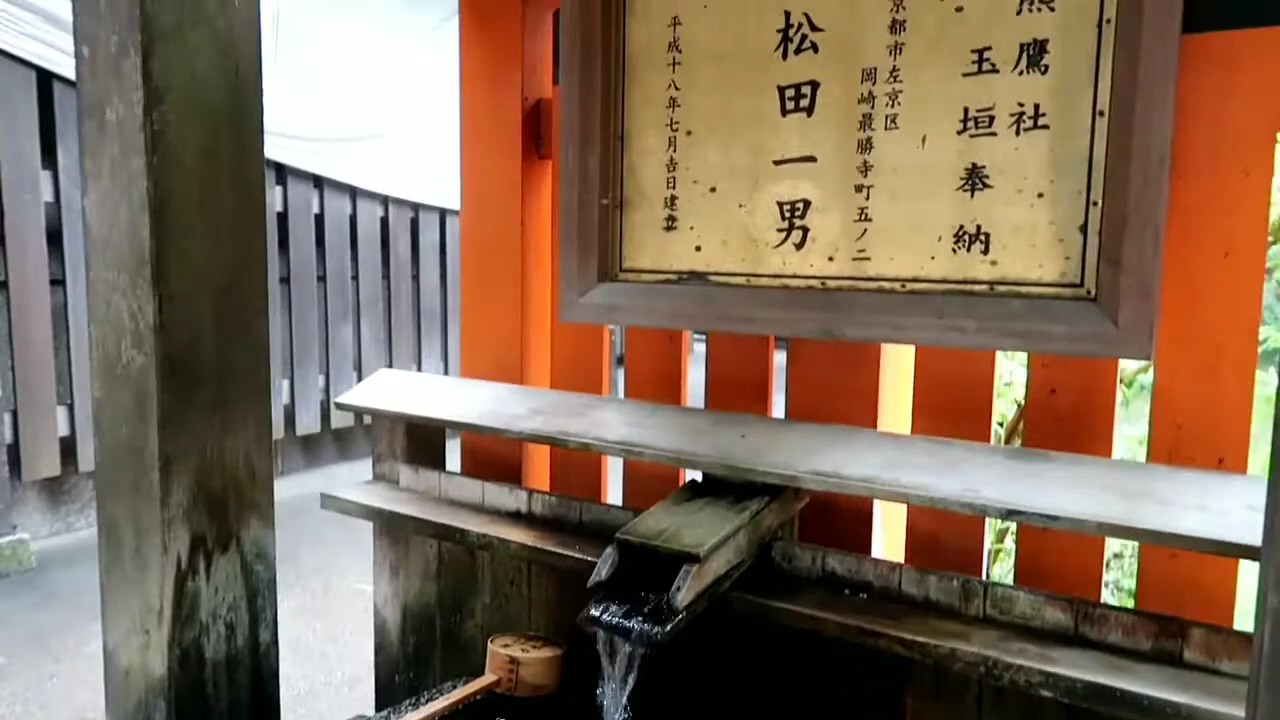 熊鷹社
玉垣奉納
京都市左京区
岡崎最勝寺町五ノ二
松田一男
平成十八年七月吉日建立